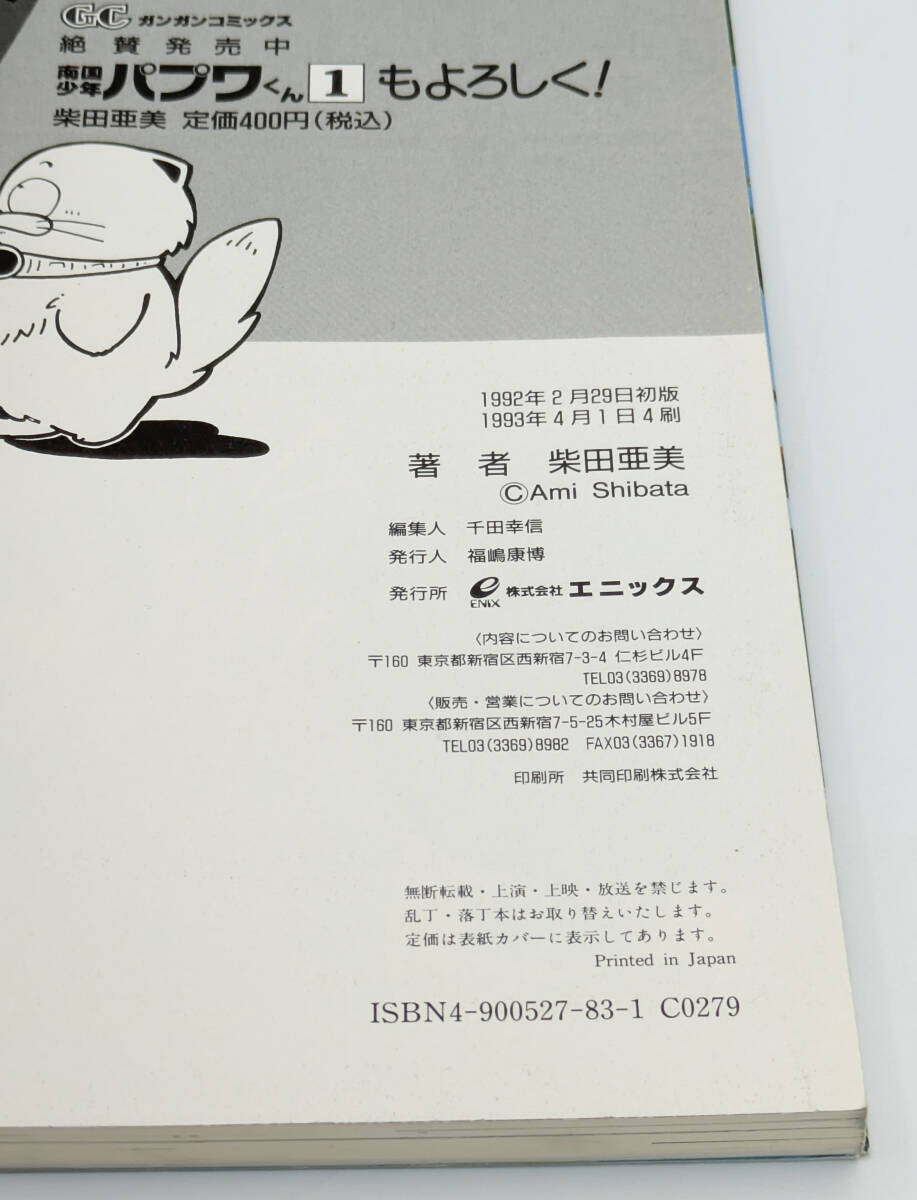 GC ガンガンコミックス
絶賛発売中
南国少年パプワくん 1 もよろしく!
柴田亜美 定価400円(税込)
1992年2月29日初版
1993年4月1日4刷
著 者 柴田亜美
©Ami Shibata
編集人 千田幸信
発行人 福嶋康博
発行所 ENIX 株式会社 エニックス
〈内容についてのお問い合わせ〉
〒160 東京都新宿区西新宿7-3-4 仁杉ビル4F
TEL03(3369)8978
〈販売・営業についてのお問い合わせ〉
〒160 東京都新宿区西新宿7-5-25木村屋ビル5F
TEL03(3369)8982 FAX03(3367)1918
印刷所 共同印刷株式会社
無断転載・上演・上映・放送を禁じます。
乱丁・落丁本はお取り替えいたします。
定価は表紙カバーに表示してあります。
Printed in Japan
ISBN4-900527-83-1 C0279